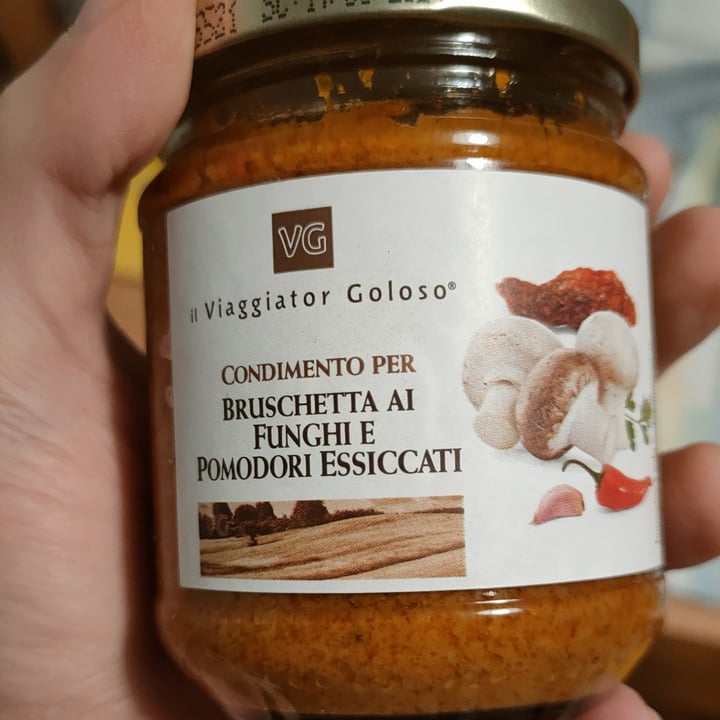 VG
il Viaggiator Goloso®
CONDIMENTO PER
BRUSCHETTA AI
FUNGHI E
POMODORI ESSICCATI